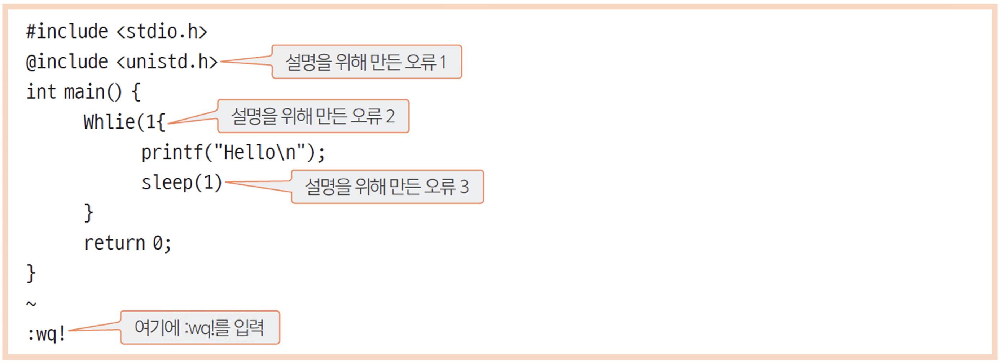 #include <stdio.h>
@include <unistd.h>
설명을 위해 만든 오류 1
int main() {
Whlie(1{
설명을 위해 만든 오류 2
printf("Hello\n");
sleep(1)
설명을 위해 만든 오류 3
}
return 0;
}
~
:wq!
여기에 :wq!를 입력